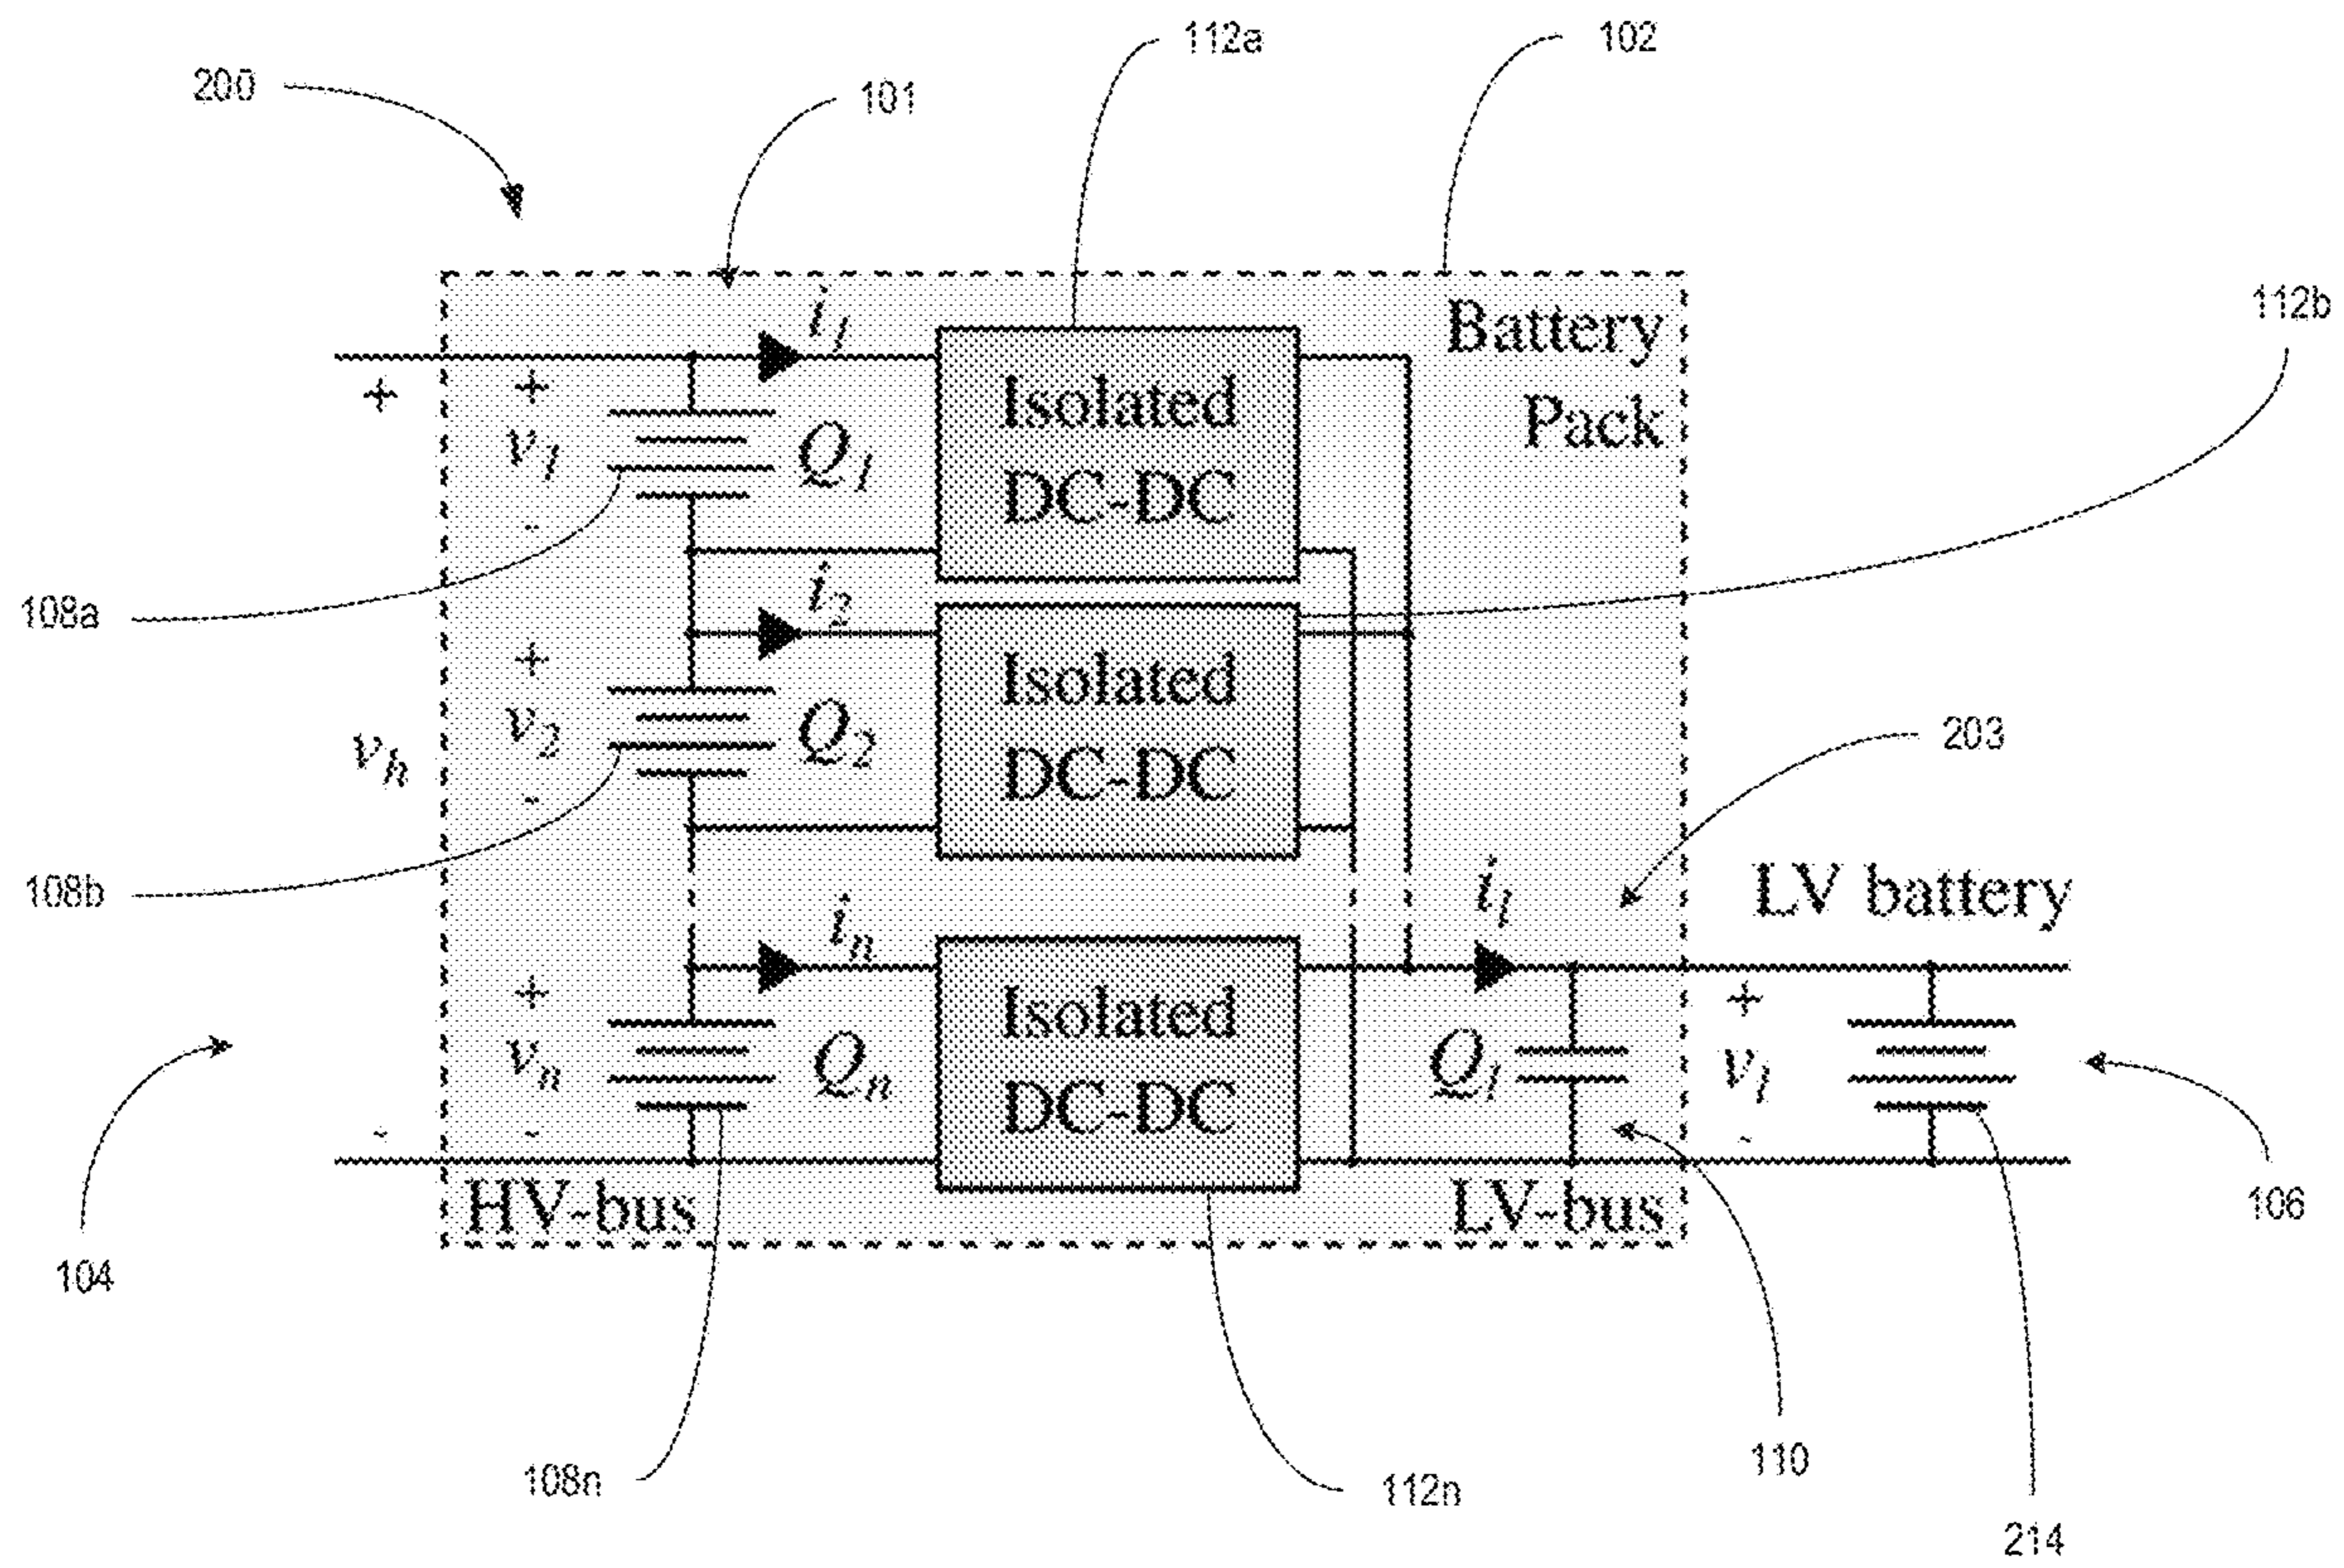 112a
102
200
101
112b
i1
Battery
Pack
+
+
v1
-
Q1
Isolated
DC-DC
108a
i2
+
v2
-
Q2
Isolated
DC-DC
vh
203
108b
LV battery
in
il
+
vn
-
Qn
Isolated
DC-DC
Ql
+
vl
-
-
HV-bus
LV-bus
106
104
108n
112n
110
214